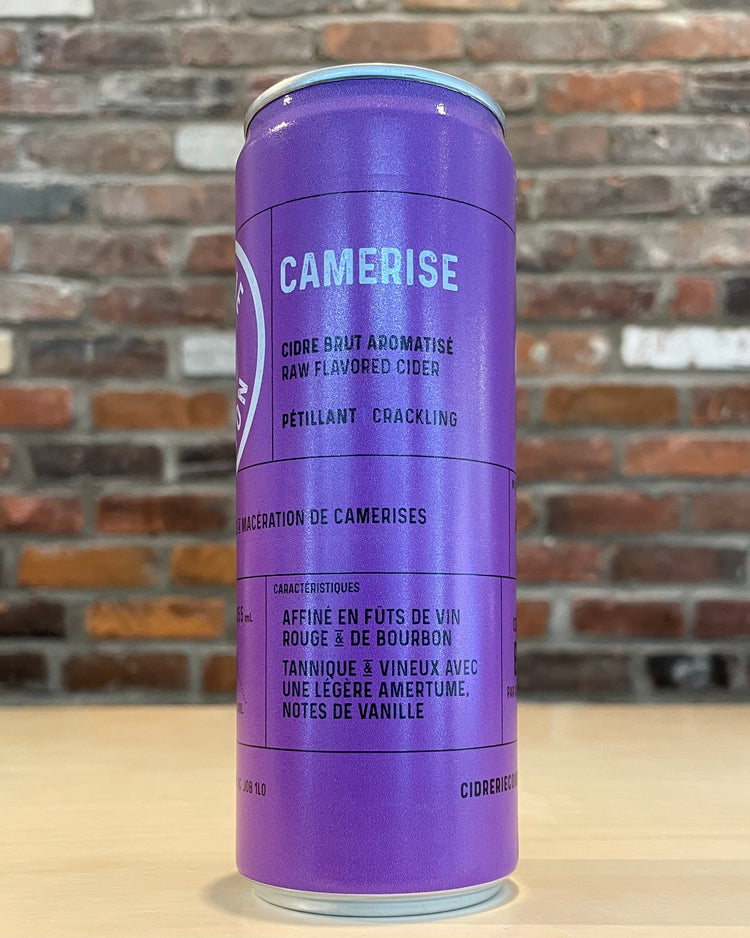 CAMERISE
CIDRE BRUT AROMATISÉ
RAW FLAVORED CIDER
PÉTILLANT CRACKLING
& MACÉRATION DE CAMERISES
CARACTÉRISTIQUES
AFFINÉ EN FÛTS DE VIN
ROUGE & DE BOURBON
TANNIQUE & VINEUX AVEC
UNE LÉGÈRE AMERTUME,
NOTES DE VANILLE
J0B 1L0